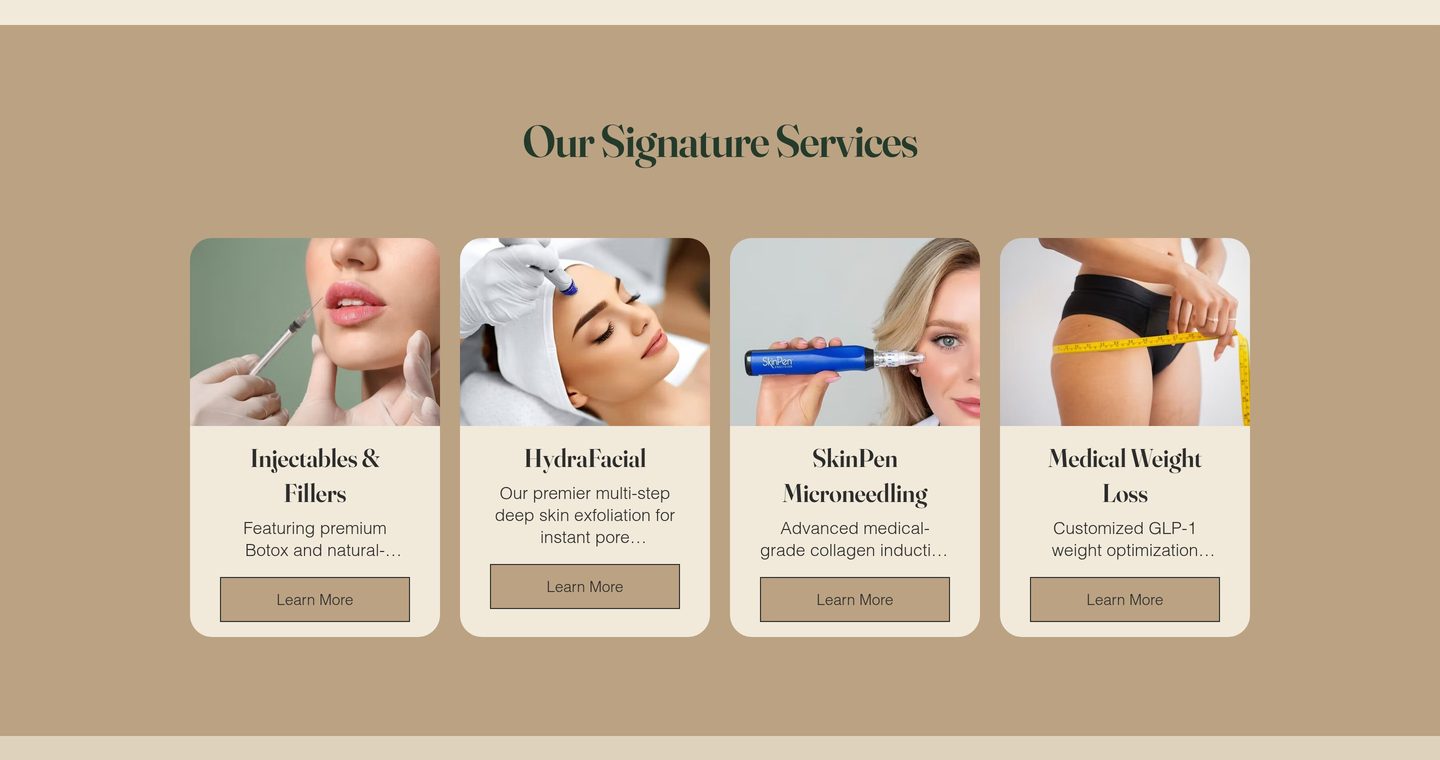 Our Signature Services
SkinPen
Injectables &
Fillers
Featuring premium
Botox and natural-…
Learn More
HydraFacial
Our premier multi-step
deep skin exfoliation for
instant pore…
Learn More
SkinPen
Microneedling
Advanced medical-
grade collagen inducti…
Learn More
Medical Weight
Loss
Customized GLP-1
weight optimization…
Learn More